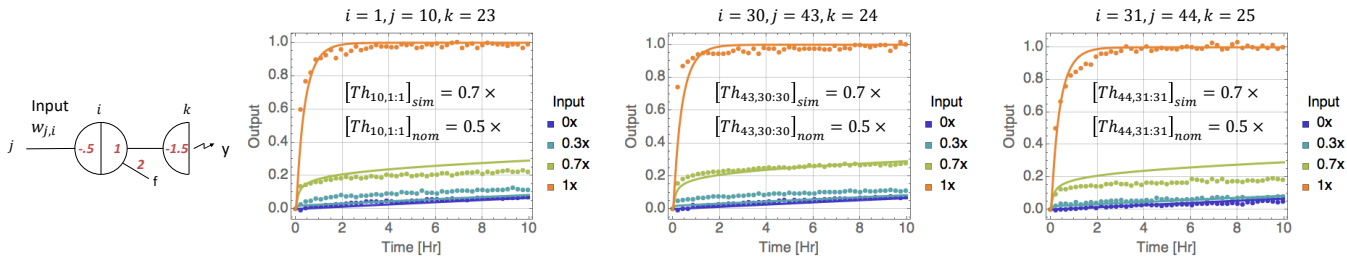 Input
w_{j,i}
i
k
j
-.5
1
2
f
-1.5
y
i = 1, j = 10, k = 23
Output
1.0
0.8
0.6
0.4
0.2
0.0
[Th_{10,1:1}]_{sim} = 0.7 ×
[Th_{10,1:1}]_{nom} = 0.5 ×
0 2 4 6 8 10
Time [Hr]
Input
0x
0.3x
0.7x
1x
i = 30, j = 43, k = 24
Output
1.0
0.8
0.6
0.4
0.2
0.0
[Th_{43,30:30}]_{sim} = 0.7 ×
[Th_{43,30:30}]_{nom} = 0.5 ×
0 2 4 6 8 10
Time [Hr]
Input
0x
0.3x
0.7x
1x
i = 31, j = 44, k = 25
Output
1.0
0.8
0.6
0.4
0.2
0.0
[Th_{44,31:31}]_{sim} = 0.7 ×
[Th_{44,31:31}]_{nom} = 0.5 ×
0 2 4 6 8 10
Time [Hr]
Input
0x
0.3x
0.7x
1x